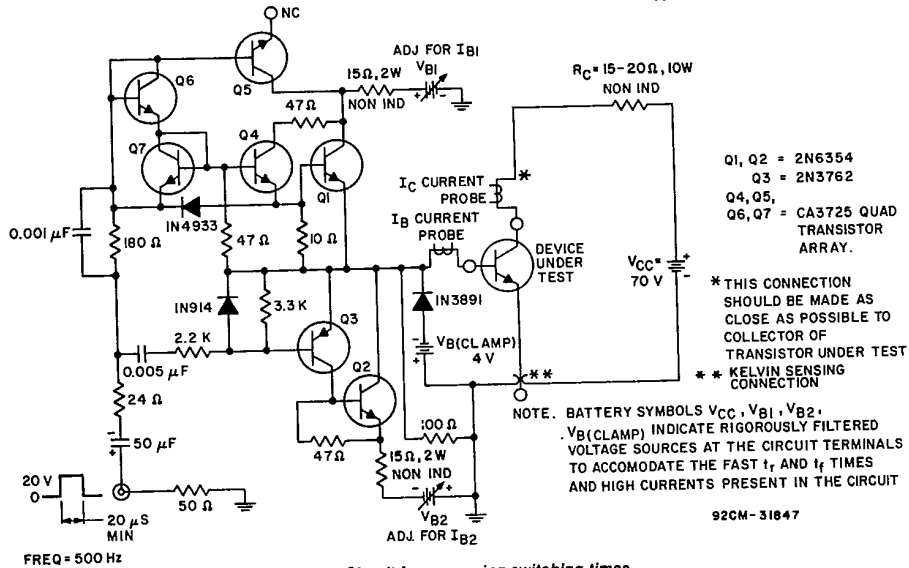 NC
ADJ FOR IB1
VB1
+ -
15Ω, 2W
NON IND
RC = 15-20Ω, 10W
NON IND
Q6
Q5
47Ω
Q7
Q4
Q1
IC CURRENT
PROBE
*
IB CURRENT
PROBE
DEVICE
UNDER
TEST
VCC =
70 V
+
-
Q1, Q2 = 2N6354
Q3 = 2N3762
Q4, Q5,
Q6, Q7 = CA3725 QUAD
TRANSISTOR
ARRAY.
* THIS CONNECTION
SHOULD BE MADE AS
CLOSE AS POSSIBLE TO
COLLECTOR OF
TRANSISTOR UNDER TEST
** KELVIN SENSING
CONNECTION
0.001 µF
180 Ω
IN4933
47Ω
10 Ω
IN914
3.3 K
Q3
IN3891
-
+
VB(CLAMP)
4 V
**
2.2 K
0.005 µF
Q2
24 Ω
-
+
50 µF
47Ω
100Ω
15Ω, 2W
NON IND
- +
VB2
ADJ. FOR IB2
20 V
0
20 µS
MIN
50 Ω
FREQ = 500 Hz
NOTE. BATTERY SYMBOLS VCC, VB1, VB2,
VB(CLAMP) INDICATE RIGOROUSLY FILTERED
VOLTAGE SOURCES AT THE CIRCUIT TERMINALS
TO ACCOMODATE THE FAST tr AND tf TIMES
AND HIGH CURRENTS PRESENT IN THE CIRCUIT
92CM-31847